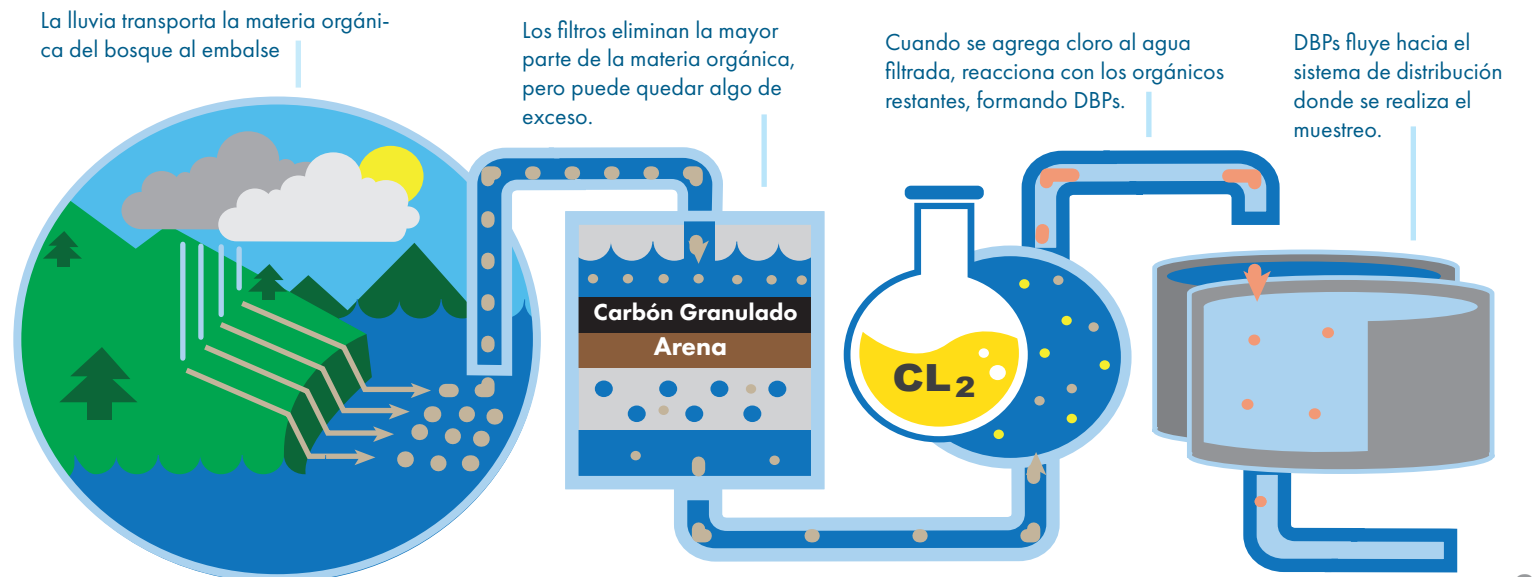 La lluvia transporta la materia orgáni-
ca del bosque al embalse
Los filtros eliminan la mayor
parte de la materia orgánica,
pero puede quedar algo de
exceso.
Cuando se agrega cloro al agua
filtrada, reacciona con los orgánicos
restantes, formando DBPs.
DBPs fluye hacia el
sistema de distribución
donde se realiza el
muestreo.
Carbón Granulado
Arena
CL2